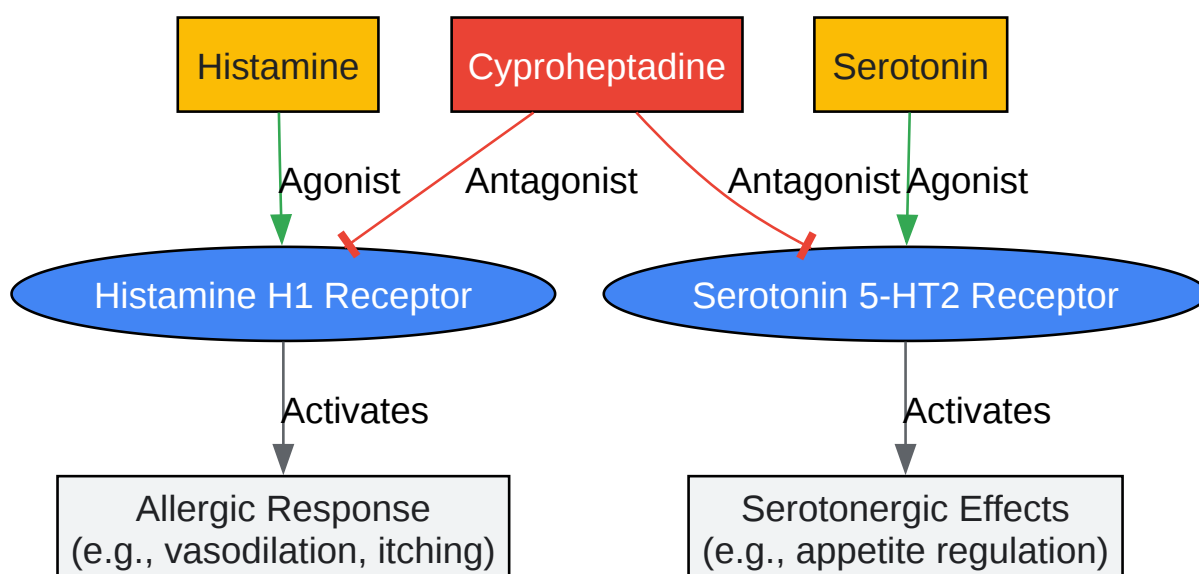 Histamine
Cyproheptadine
Serotonin
Agonist
Antagonist
Antagonist
Agonist
Histamine H1 Receptor
Serotonin 5-HT2 Receptor
Activates
Activates
Allergic Response
(e.g., vasodilation, itching)
Serotonergic Effects
(e.g., appetite regulation)